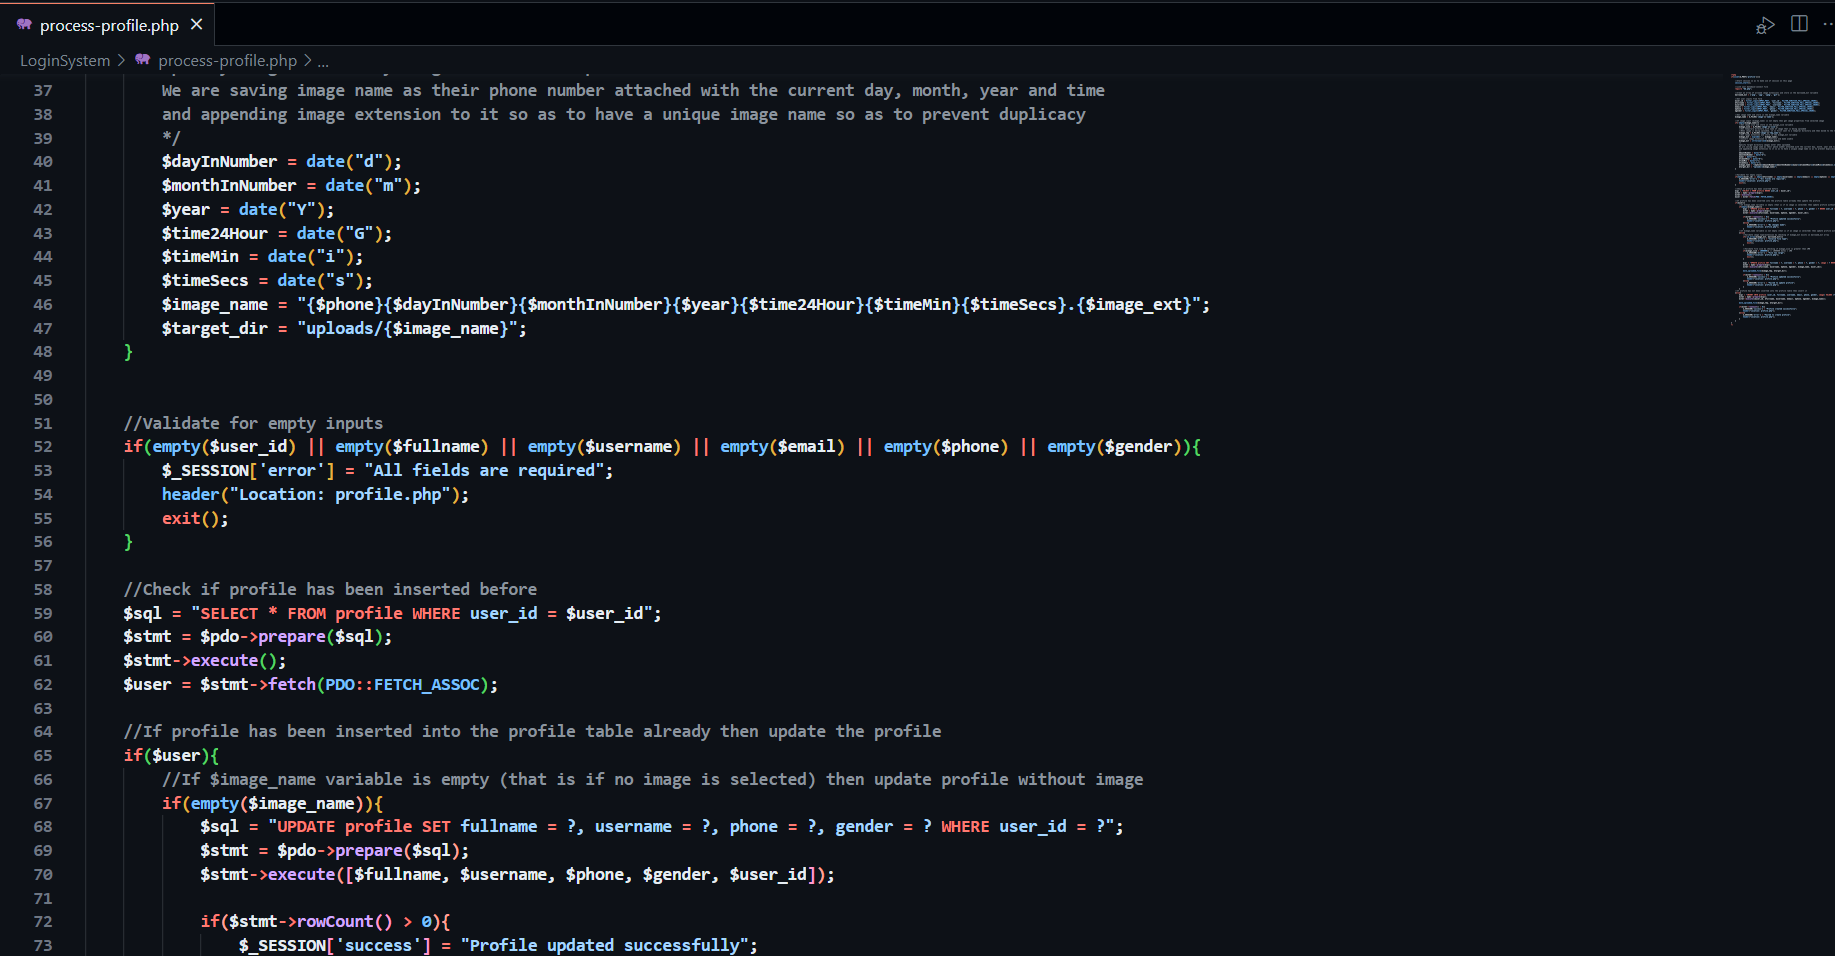 process-profile.php
LoginSystem > process-profile.php > ...
37 We are saving image name as their phone number attached with the current day, month, year and time
38 and appending image extension to it so as to have a unique image name so as to prevent duplicacy
39 */
40 $dayInNumber = date("d");
41 $monthInNumber = date("m");
42 $year = date("Y");
43 $time24Hour = date("G");
44 $timeMin = date("i");
45 $timeSecs = date("s");
46 $image_name = "{$phone}{$dayInNumber}{$monthInNumber}{$year}{$time24Hour}{$timeMin}{$timeSecs}.{$image_ext}";
47 $target_dir = "uploads/{$image_name}";
48 }
49
50
51 //Validate for empty inputs
52 if(empty($user_id) || empty($fullname) || empty($username) || empty($email) || empty($phone) || empty($gender)){
53 $_SESSION['error'] = "All fields are required";
54 header("Location: profile.php");
55 exit();
56 }
57
58 //Check if profile has been inserted before
59 $sql = "SELECT * FROM profile WHERE user_id = $user_id";
60 $stmt = $pdo->prepare($sql);
61 $stmt->execute();
62 $user = $stmt->fetch(PDO::FETCH_ASSOC);
63
64 //If profile has been inserted into the profile table already then update the profile
65 if($user){
66 //If $image_name variable is empty (that is if no image is selected) then update profile without image
67 if(empty($image_name)){
68 $sql = "UPDATE profile SET fullname = ?, username = ?, phone = ?, gender = ? WHERE user_id = ?";
69 $stmt = $pdo->prepare($sql);
70 $stmt->execute([$fullname, $username, $phone, $gender, $user_id]);
71
72 if($stmt->rowCount() > 0){
73 $_SESSION['success'] = "Profile updated successfully";